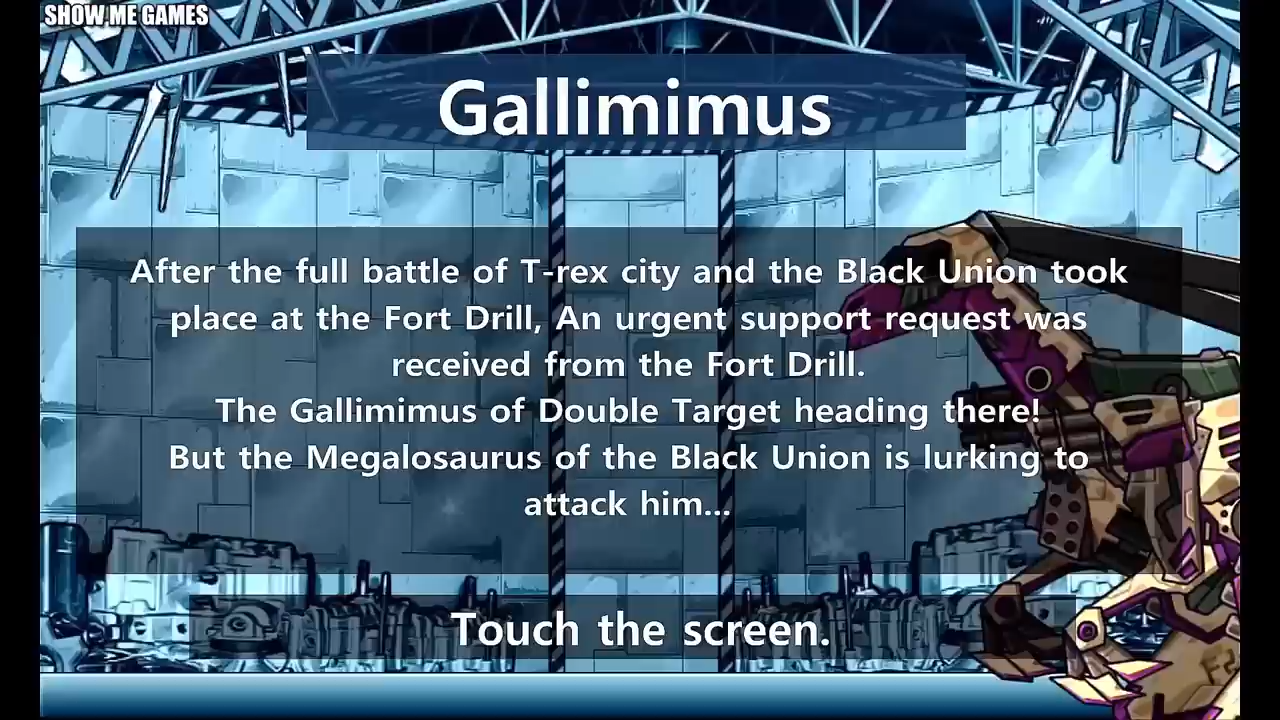 SHOW ME GAMES
Gallimimus
After the full battle of T-rex city and the Black Union took
place at the Fort Drill, An urgent support request was
received from the Fort Drill.
The Gallimimus of Double Target heading there!
But the Megalosaurus of the Black Union is lurking to
attack him...
Touch the screen.